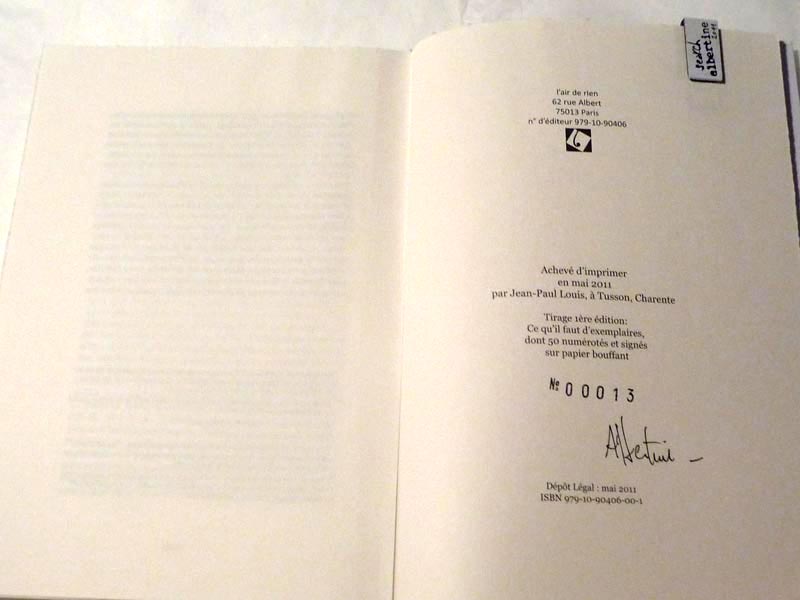 search
albertine
2011
l'air de rien
62 rue Albert
75013 Paris
n° d'éditeur 979-10-90406
Achevé d'imprimer
en mai 2011
par Jean-Paul Louis, à Tusson, Charente
Tirage 1ère édition:
Ce qu'il faut d'exemplaires,
dont 50 numérotés et signés
sur papier bouffant
№ 00013
Albertine
Dépôt Légal : mai 2011
ISBN 979-10-90406-00-1